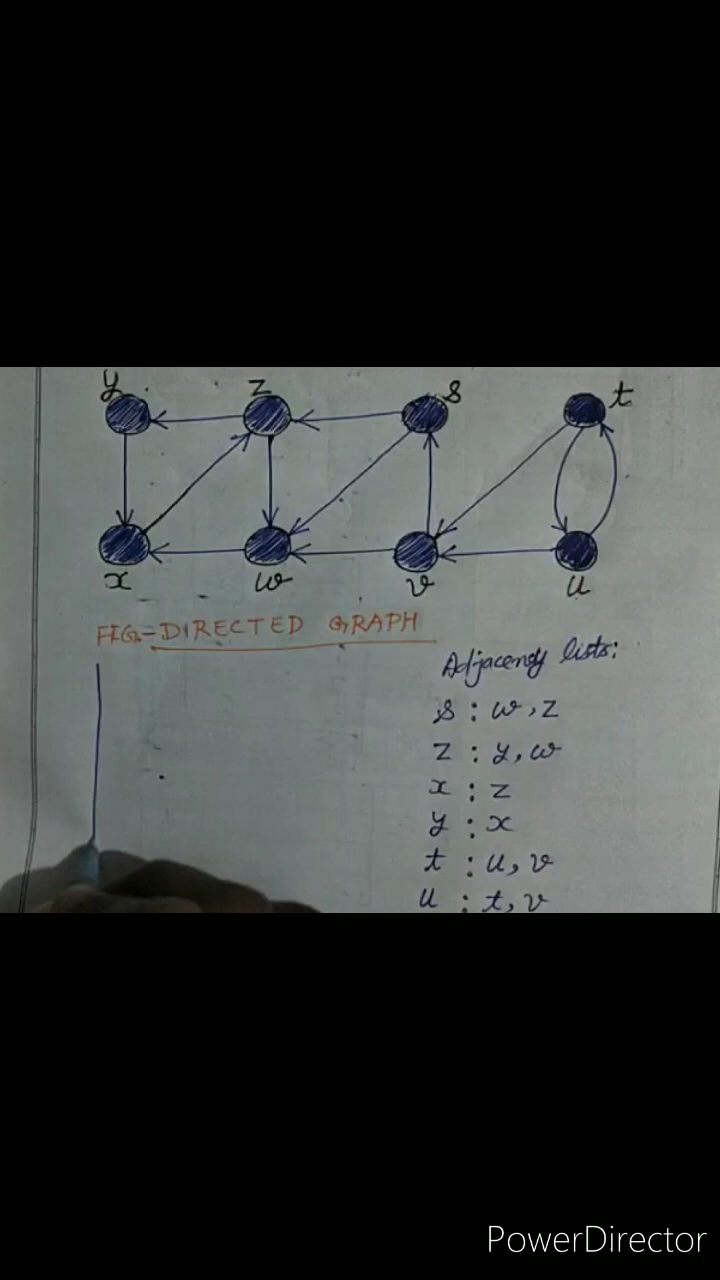 y z s t
x w v u
FIG.-DIRECTED GRAPH
Adjacency lists:
s : w, z
z : y, w
x : z
y : x
t : u, v
u : t, v
PowerDirector